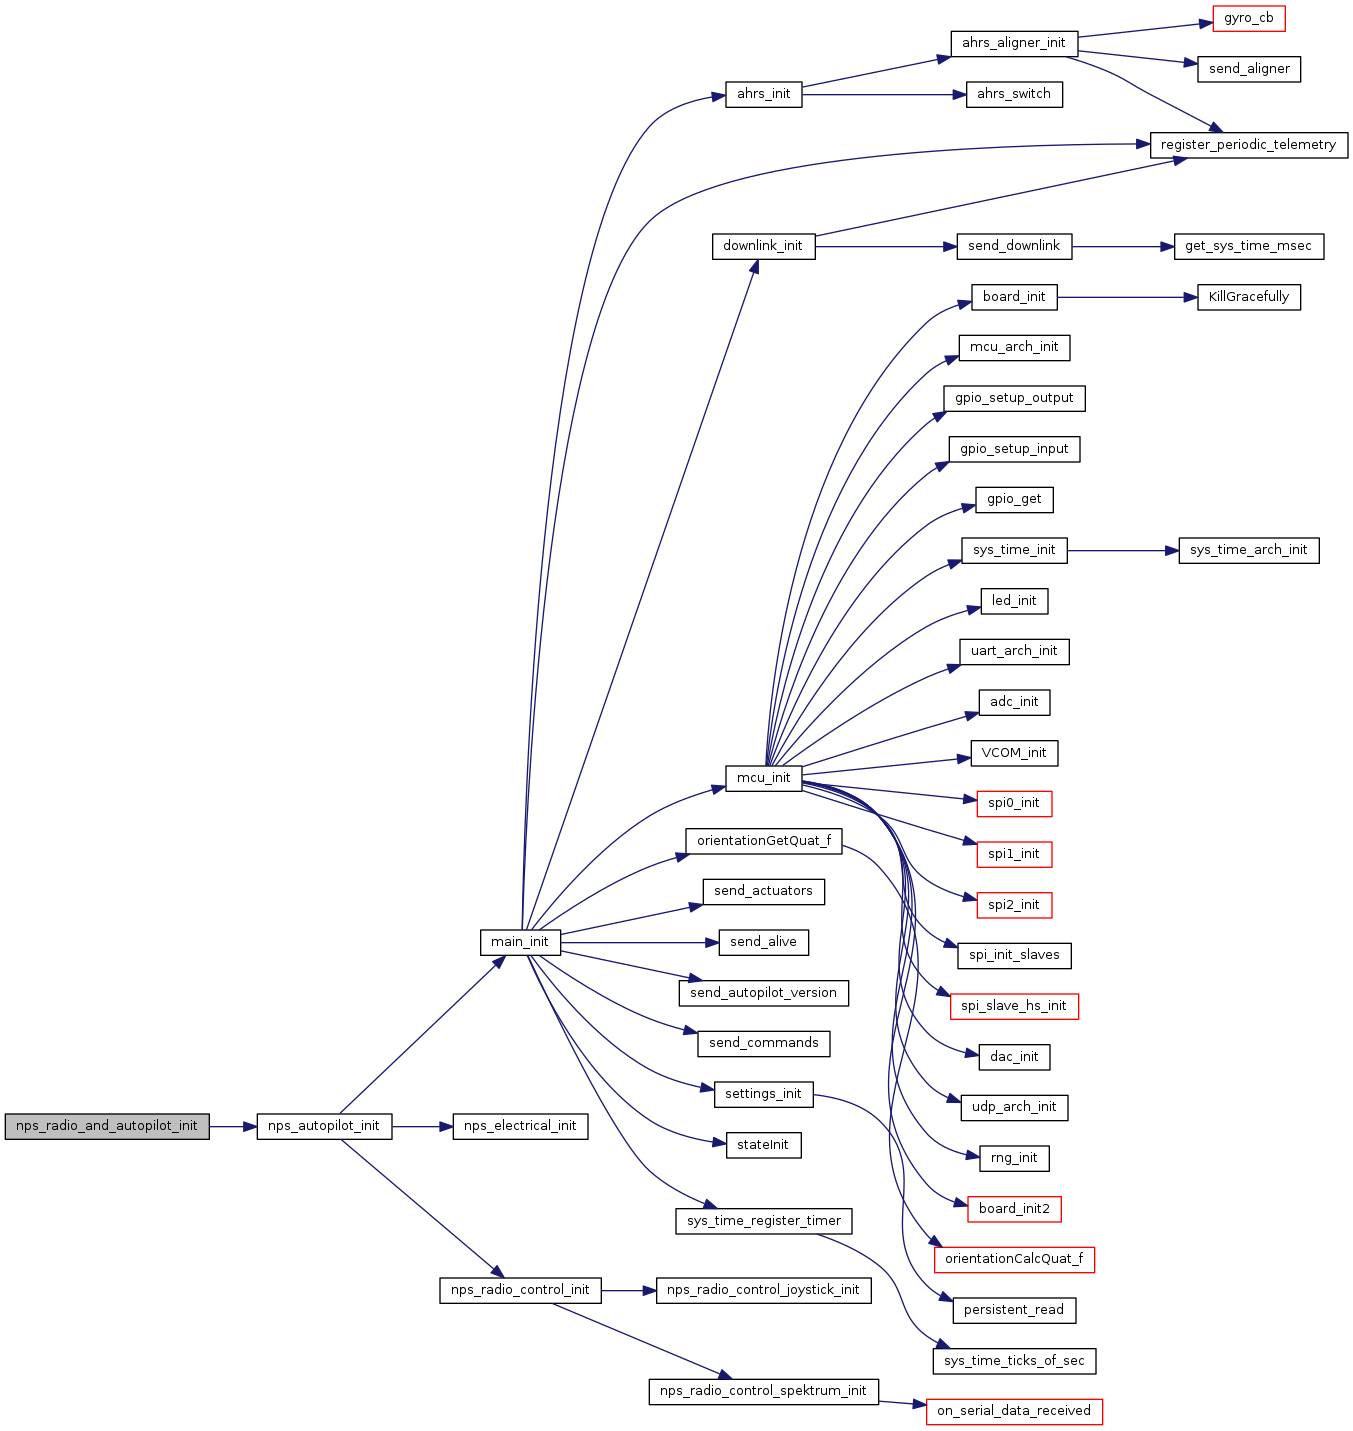 gyro_cb
ahrs_aligner_init
send_aligner
ahrs_init
ahrs_switch
register_periodic_telemetry
downlink_init
send_downlink
get_sys_time_msec
board_init
KillGracefully
mcu_arch_init
gpio_setup_output
gpio_setup_input
gpio_get
sys_time_init
sys_time_arch_init
led_init
uart_arch_init
adc_init
VCOM_init
mcu_init
spi0_init
orientationGetQuat_f
spi1_init
send_actuators
spi2_init
main_init
send_alive
spi_init_slaves
send_autopilot_version
spi_slave_hs_init
send_commands
dac_init
settings_init
udp_arch_init
nps_radio_and_autopilot_init
nps_autopilot_init
nps_electrical_init
stateInit
rng_init
sys_time_register_timer
board_init2
orientationCalcQuat_f
nps_radio_control_init
nps_radio_control_joystick_init
persistent_read
sys_time_ticks_of_sec
nps_radio_control_spektrum_init
on_serial_data_received